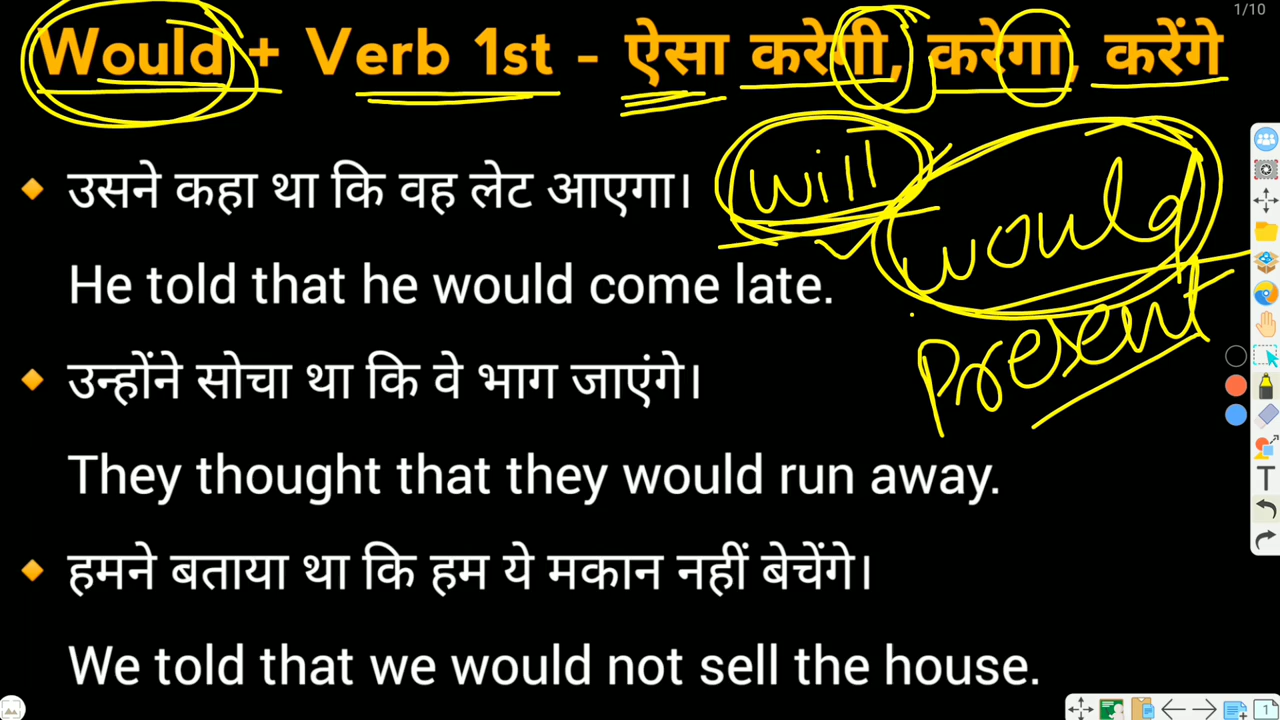 1/10
Would + Verb 1st - ऐसा करेगी, करेगा, करेंगे
उसने कहा था कि वह लेट आएगा।
will would
He told that he would come late.
present
उन्होंने सोचा था कि वे भाग जाएंगे।
They thought that they would run away.
हमने बताया था कि हम ये मकान नहीं बेचेंगे।
We told that we would not sell the house.
T
1